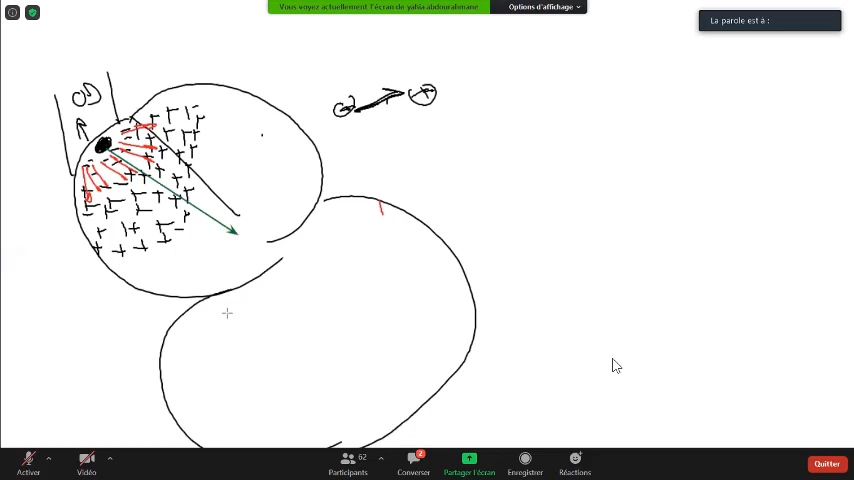 Vous voyez actuellement l'écran de yahia abdourahmane
Options d'affichage
La parole est à :
OD
Activer
Vidéo
62
Participants
2
Converser
Partager l'écran
Enregistrer
Réactions
Quitter